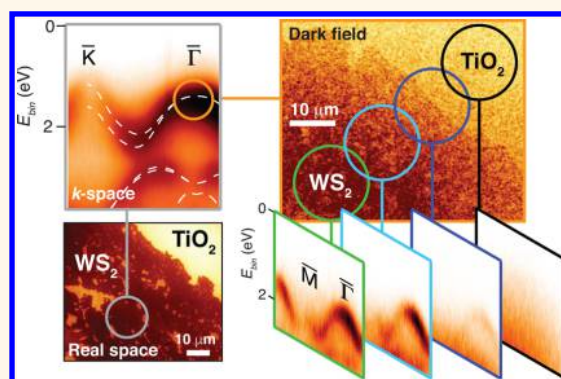 0
K̅
Γ̅
E_bin (eV)
2
k-space
WS₂
TiO₂
Real space
10 μm
Dark field
TiO₂
10 μm
WS₂
0
E_bin (eV)
2
M̅
Γ̅